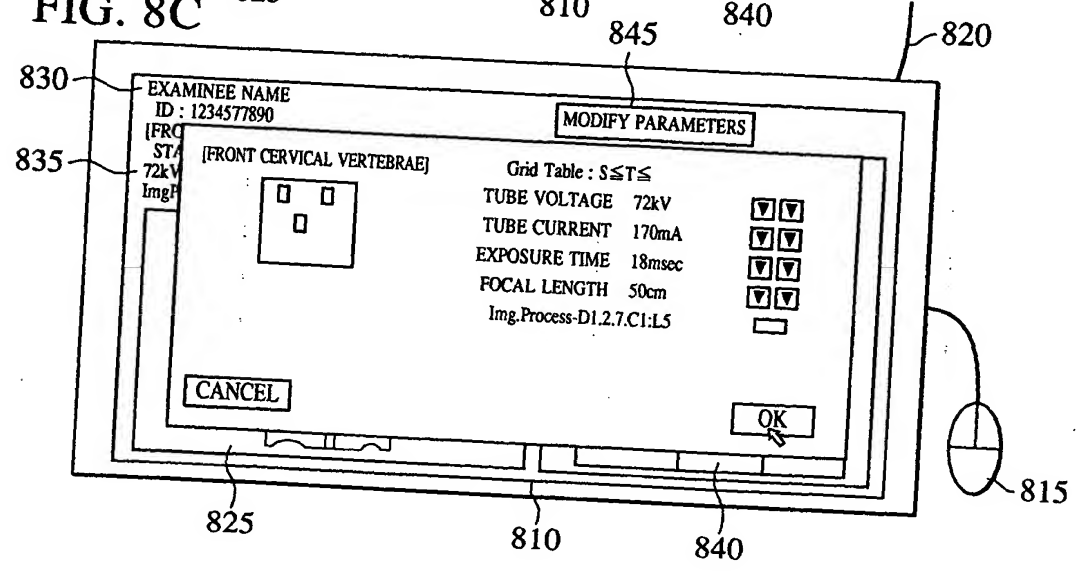 FIG. 8C
810
840
845
820
830
EXAMINEE NAME
ID : 1234577890
MODIFY PARAMETERS
[FRO
STA
835
72kV
ImgP
[FRONT CERVICAL VERTEBRAE]
Grid Table : S≦T≦
TUBE VOLTAGE 72kV
TUBE CURRENT 170mA
EXPOSURE TIME 18msec
FOCAL LENGTH 50cm
Img.Process-D1.2.7.C1:L5
CANCEL
OK
815
825
810
840